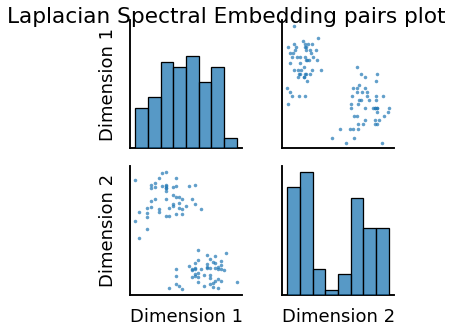 Laplacian Spectral Embedding pairs plot
Dimension 1
Dimension 2
Dimension 1
Dimension 2